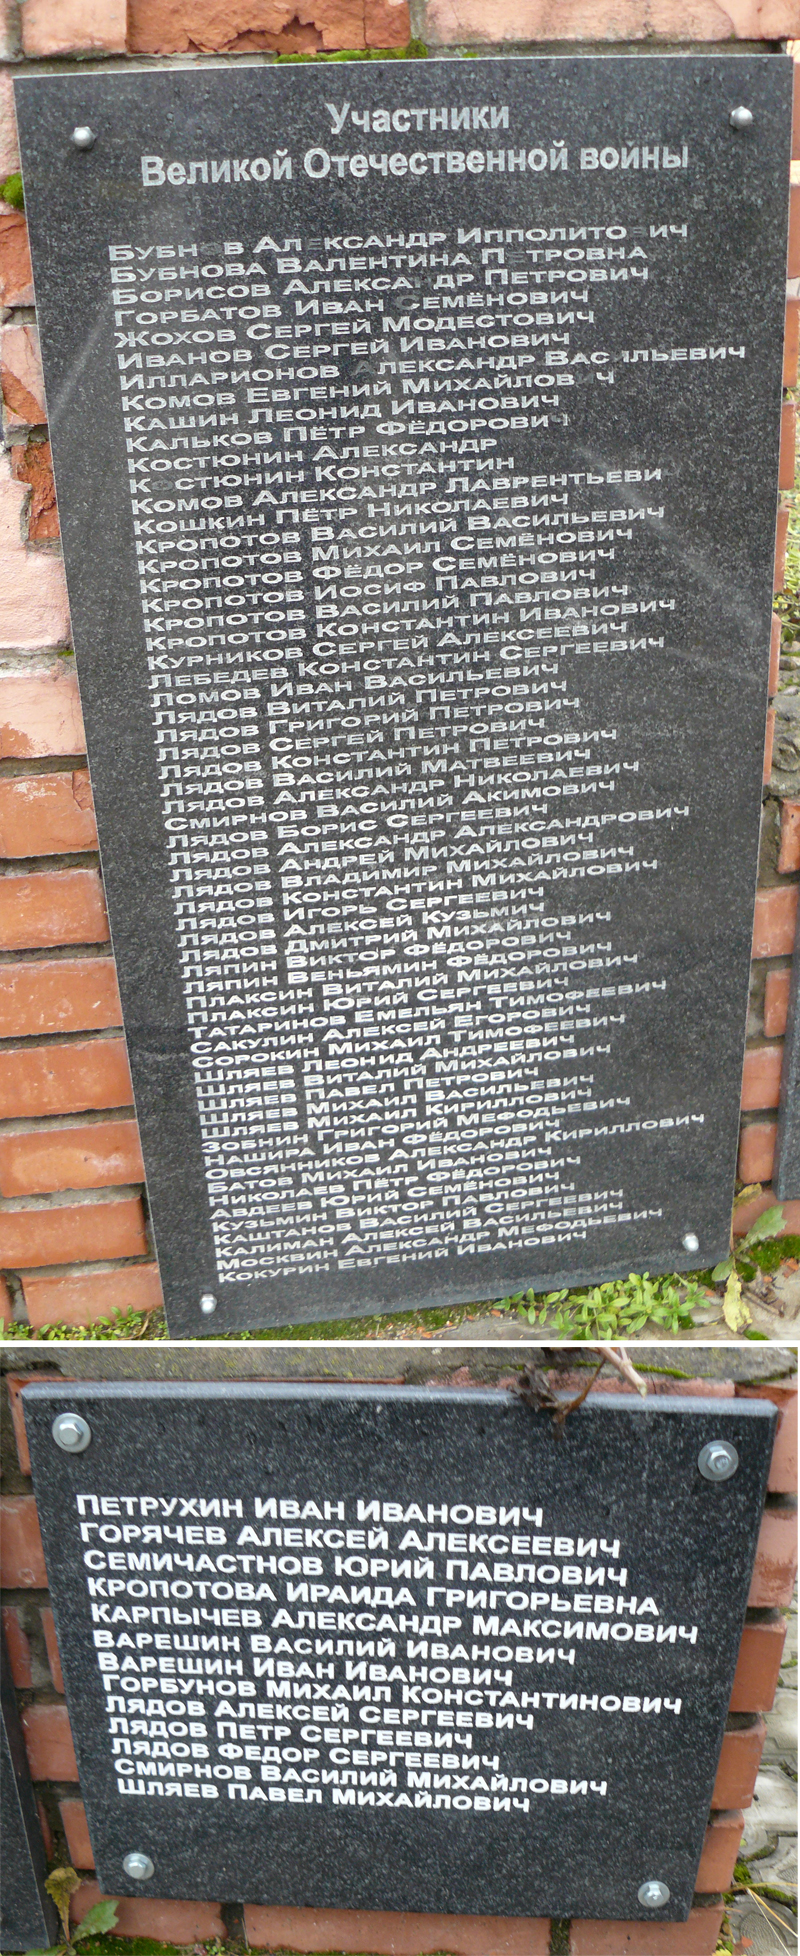 Участники
Великой Отечественной войны
Бубнов Александр Ипполитович
Бубнова Валентина Петровна
Борисов Александр Петрович
Горбатов Иван Семёнович
Жохов Сергей Модестович
Иванов Сергей Иванович
Илларионов Александр Васильевич
Комов Евгений Михайлович
Кашин Леонид Иванович
Кальков Пётр Фёдорович
Костюнин Александр
Костюнин Константин
Комов Александр Лаврентьеви
Кошкин Пётр Николаевич
Кропотов Василий Васильевич
Кропотов Михаил Семёнович
Кропотов Фёдор Семёнович
Кропотов Иосиф Павлович
Кропотов Василий Павлович
Кропотов Константин Иванович
Курников Сергей Алексеевич
Лебедев Константин Сергеевич
Ломов Иван Васильевич
Лядов Виталий Петрович
Лядов Григорий Петрович
Лядов Сергей Петрович
Лядов Константин Петрович
Лядов Василий Матвеевич
Лядов Александр Николаевич
Смирнов Василий Акимович
Лядов Борис Сергеевич
Лядов Александр Александрович
Лядов Андрей Михайлович
Лядов Владимир Михайлович
Лядов Константин Михайлович
Лядов Игорь Сергеевич
Лядов Алексей Кузьмич
Лядов Дмитрий Михайлович
Ляпин Виктор Фёдорович
Ляпин Веньямин Фёдорович
Плаксин Виталий Михайлович
Плаксин Юрий Сергеевич
Татаринов Емельян Тимофеевич
Сакулин Алексей Егорович
Сорокин Михаил Тимофеевич
Шляев Леонид Андреевич
Шляев Виталий Михайлович
Шляев Павел Петрович
Шляев Михаил Васильевич
Шляев Михаил Кириллович
Зобнин Григорий Мефодьевич
Нашира Иван Фёдорович
Овсянников Александр Кириллович
Батов Михаил Иванович
Николаев Пётр Фёдорович
Авдеев Юрий Семёнович
Кузьмин Виктор Павлович
Каштанов Василий Сергеевич
Калиман Алексей Васильевич
Москвин Александр Мефодьевич
Кокурин Евгений Иванович
ПЕТРУХИН ИВАН ИВАНОВИЧ
ГОРЯЧЕВ АЛЕКСЕЙ АЛЕКСЕЕВИЧ
СЕМИЧАСТНОВ ЮРИЙ ПАВЛОВИЧ
КРОПОТОВА ИРАИДА ГРИГОРЬЕВНА
КАРПЫЧЕВ АЛЕКСАНДР МАКСИМОВИЧ
ВАРЕШИН ВАСИЛИЙ ИВАНОВИЧ
ВАРЕШИН ИВАН ИВАНОВИЧ
ГОРБУНОВ МИХАИЛ КОНСТАНТИНОВИЧ
ЛЯДОВ АЛЕКСЕЙ СЕРГЕЕВИЧ
ЛЯДОВ ПЕТР СЕРГЕЕВИЧ
ЛЯДОВ ФЕДОР СЕРГЕЕВИЧ
СМИРНОВ ВАСИЛИЙ МИХАЙЛОВИЧ
ШЛЯЕВ ПАВЕЛ МИХАЙЛОВИЧ